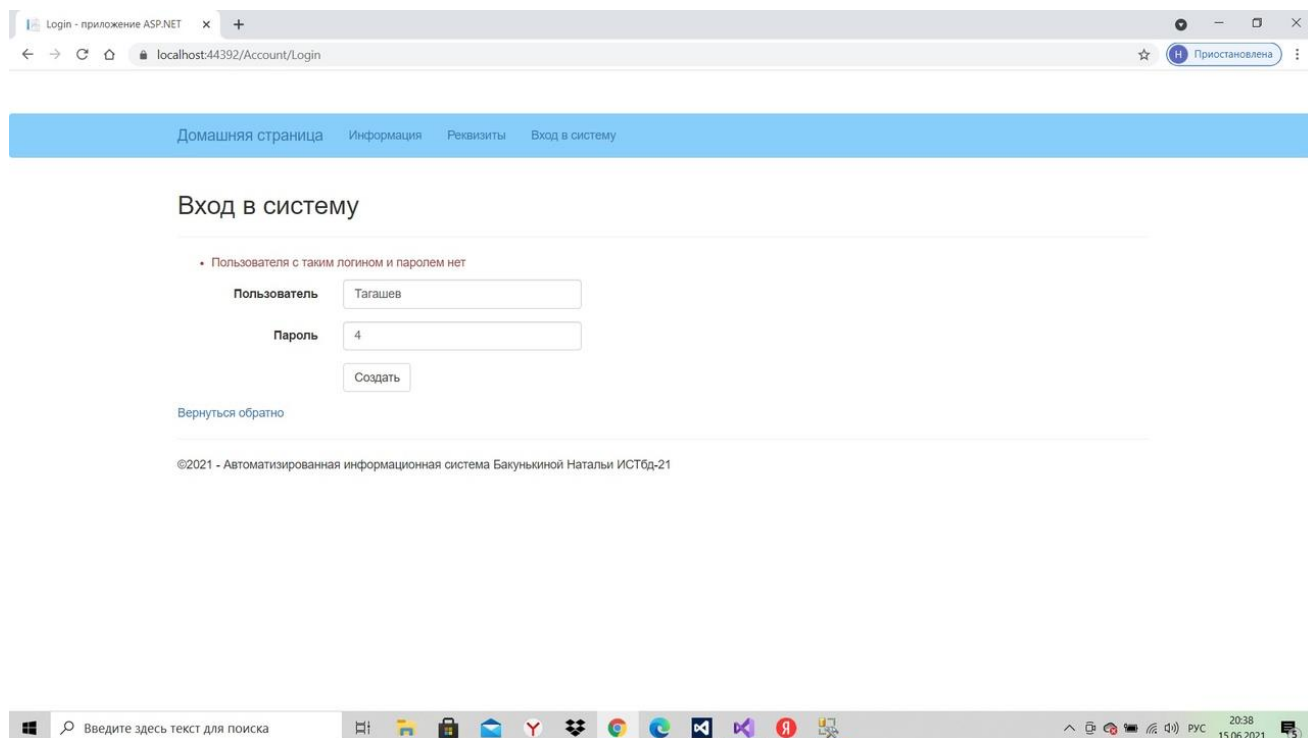 Login - приложение ASP.NET
localhost:44392/Account/Login
Н Приостановлена
Домашняя страница Информация Реквизиты Вход в систему
Вход в систему
• Пользователя с таким логином и паролем нет
Пользователь Тагашев
Пароль 4
Создать
Вернуться обратно
©2021 - Автоматизированная информационная система Бакунькиной Натальи ИСТбд-21
Введите здесь текст для поиска
РУС 20:38
15.06.2021
5